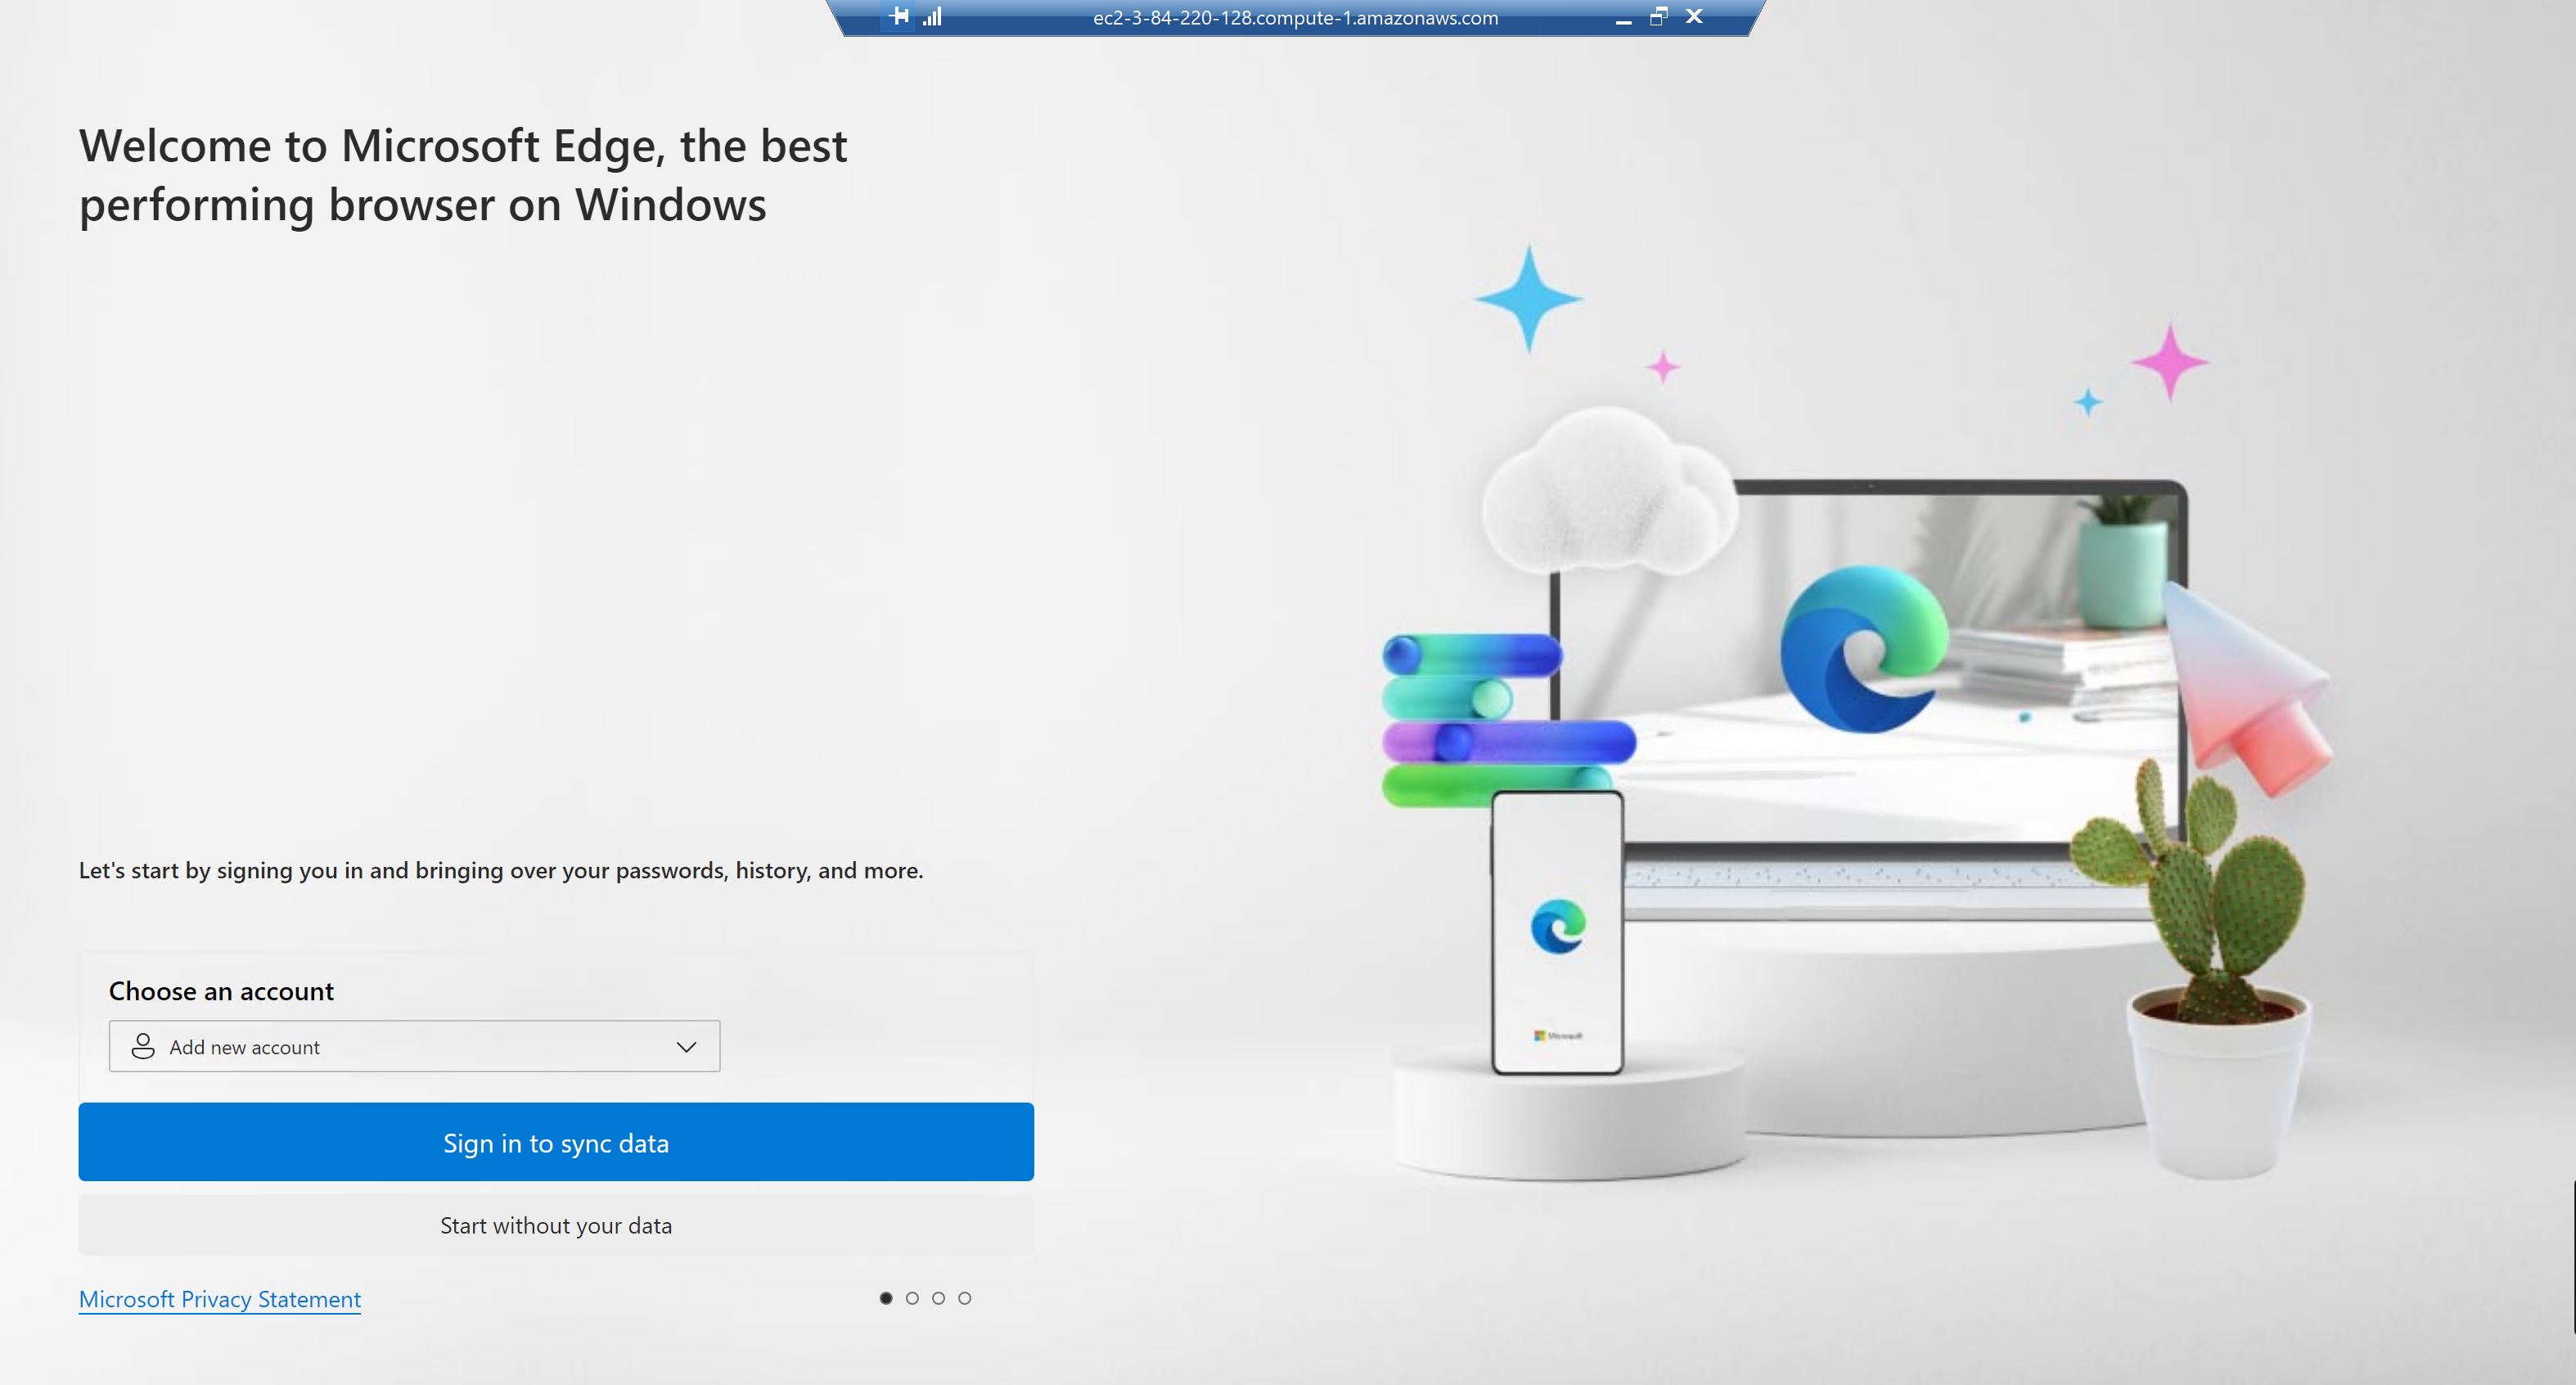 ec2-3-84-220-128.compute-1.amazonaws.com
Welcome to Microsoft Edge, the best
performing browser on Windows
Let's start by signing you in and bringing over your passwords, history, and more.
Choose an account
Add new account
Sign in to sync data
Start without your data
Microsoft Privacy Statement
Microsoft